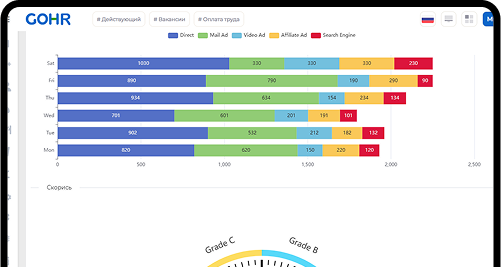 GOHR # Действующий # Вакансии # Оплата труда
Direct Mail Ad Video Ad Affiliate Ad Search Engine
Sat 1030 330 330 330 230
Fri 890 790 190 290 90
Thu 934 634 154 234 134
Wed 701 601 201 191 101
Tue 902 532 212 182 132
Mon 820 620 150 220 120
0 500 1,000 1,500 2,000 2,500
Скорись
Grade C Grade B